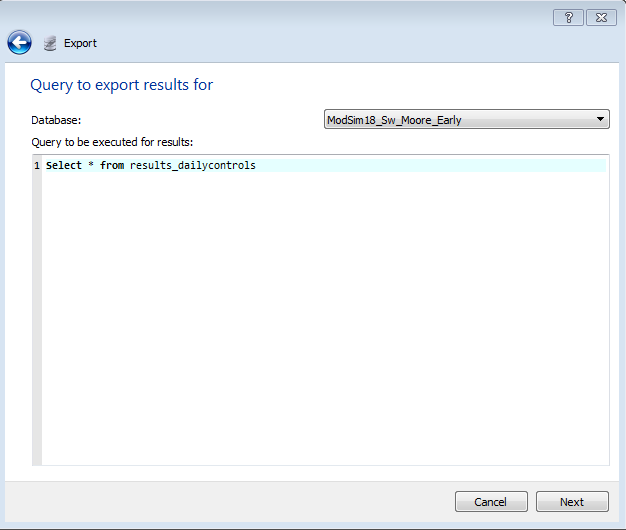 ?
Export
Query to export results for
Database: ModSim18_Sw_Moore_Early
Query to be executed for results:
1 Select * from results_dailycontrols
Cancel Next